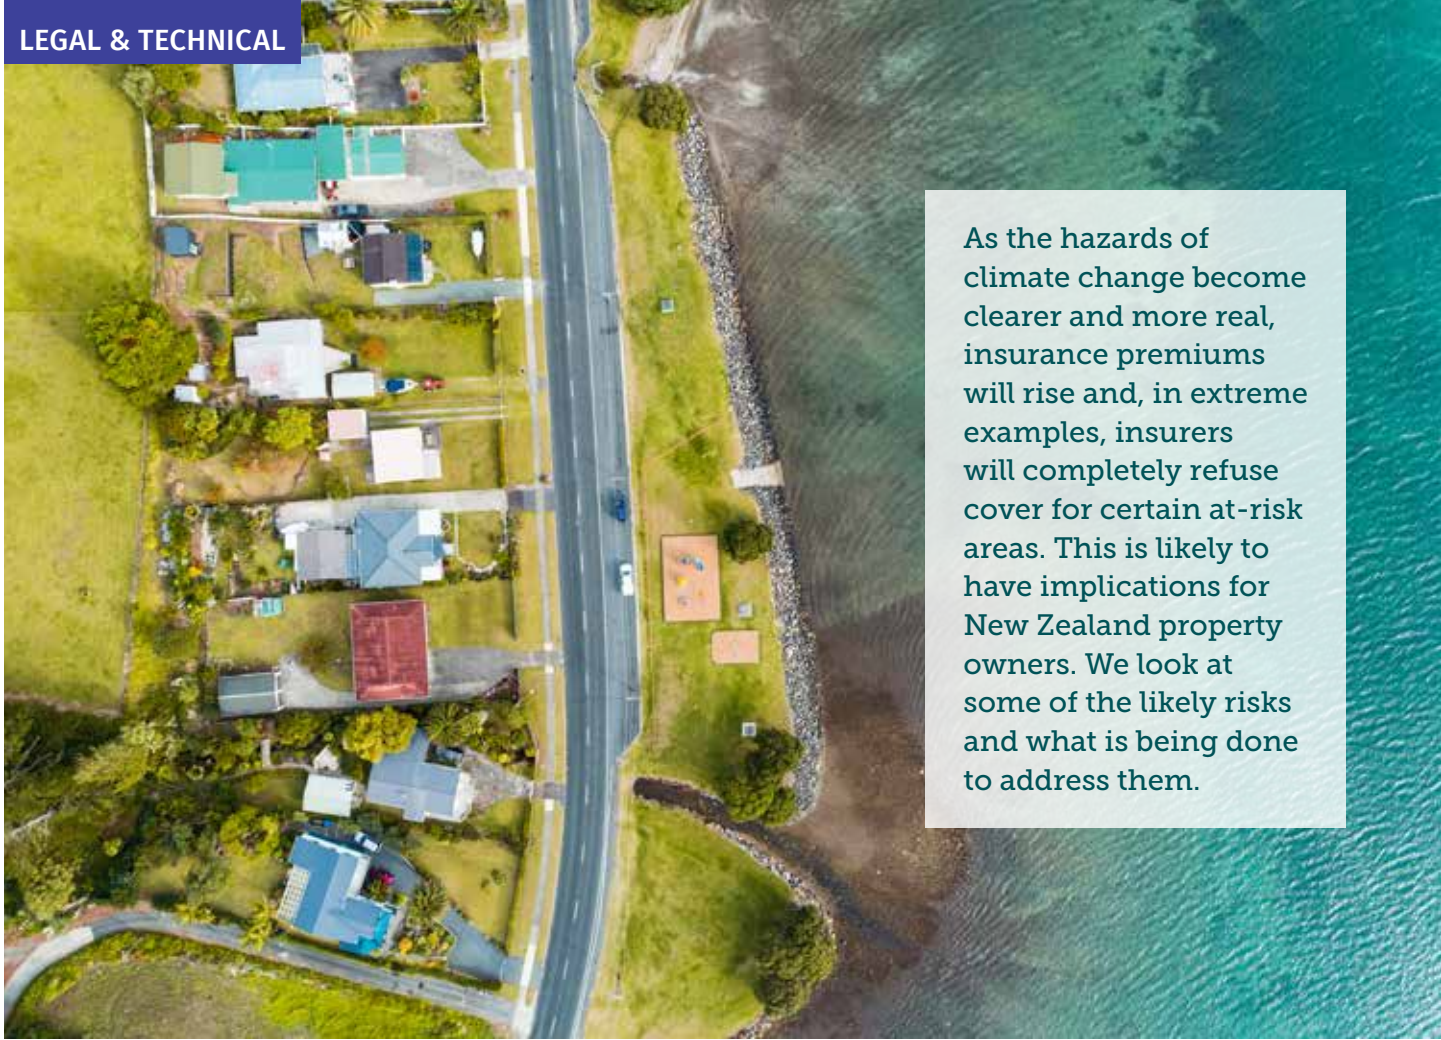 LEGAL & TECHNICAL
As the hazards of
climate change become
clearer and more real,
insurance premiums
will rise and, in extreme
examples, insurers
will completely refuse
cover for certain at-risk
areas. This is likely to
have implications for
New Zealand property
owners. We look at
some of the likely risks
and what is being done
to address them.